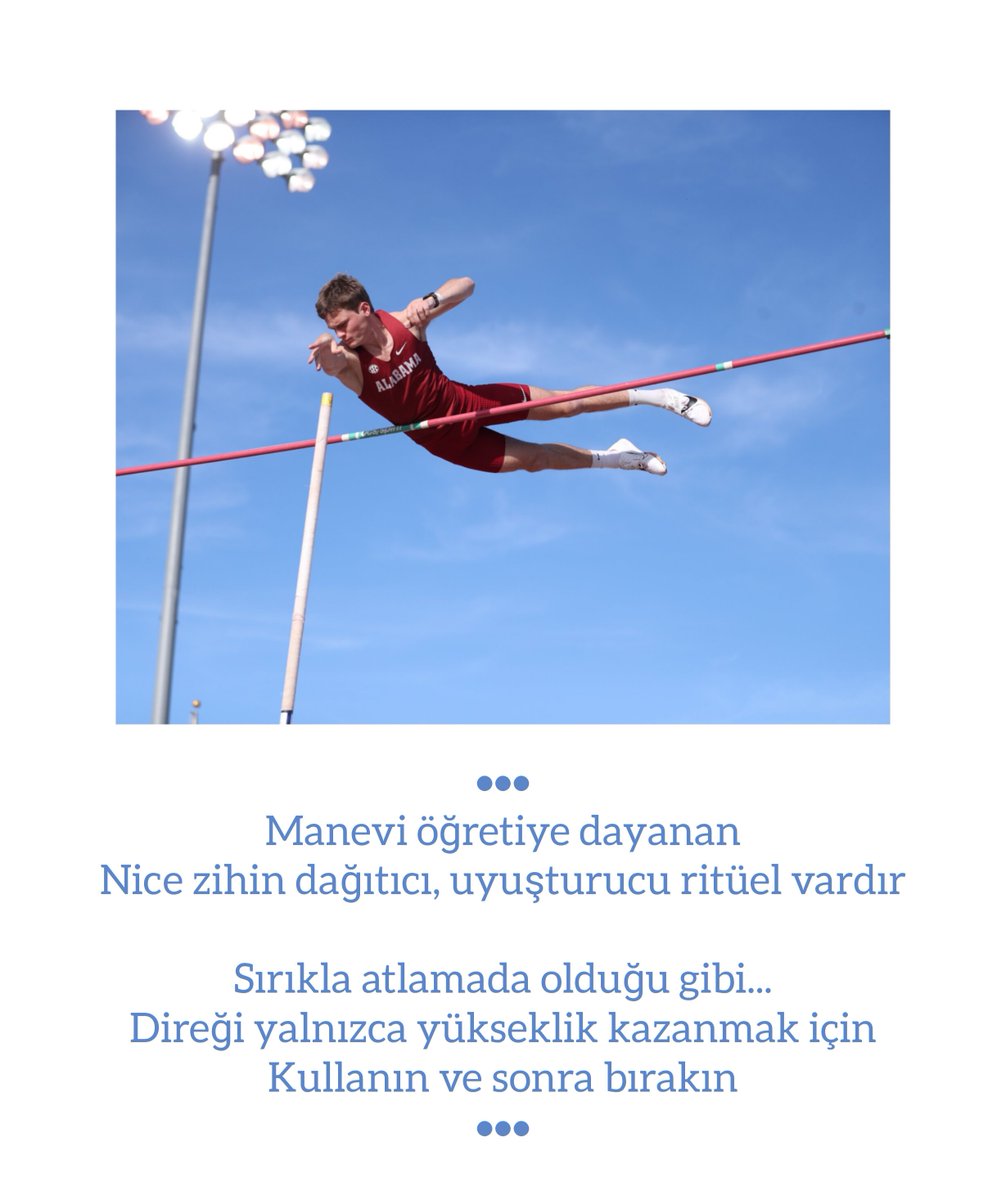 ALABAMA
Manevi öğretiye dayanan
Nice zihin dağıtıcı, uyuşturucu ritüel vardır
Sırıkla atlamada olduğu gibi...
Direği yalnızca yükseklik kazanmak için
Kullanın ve sonra bırakın